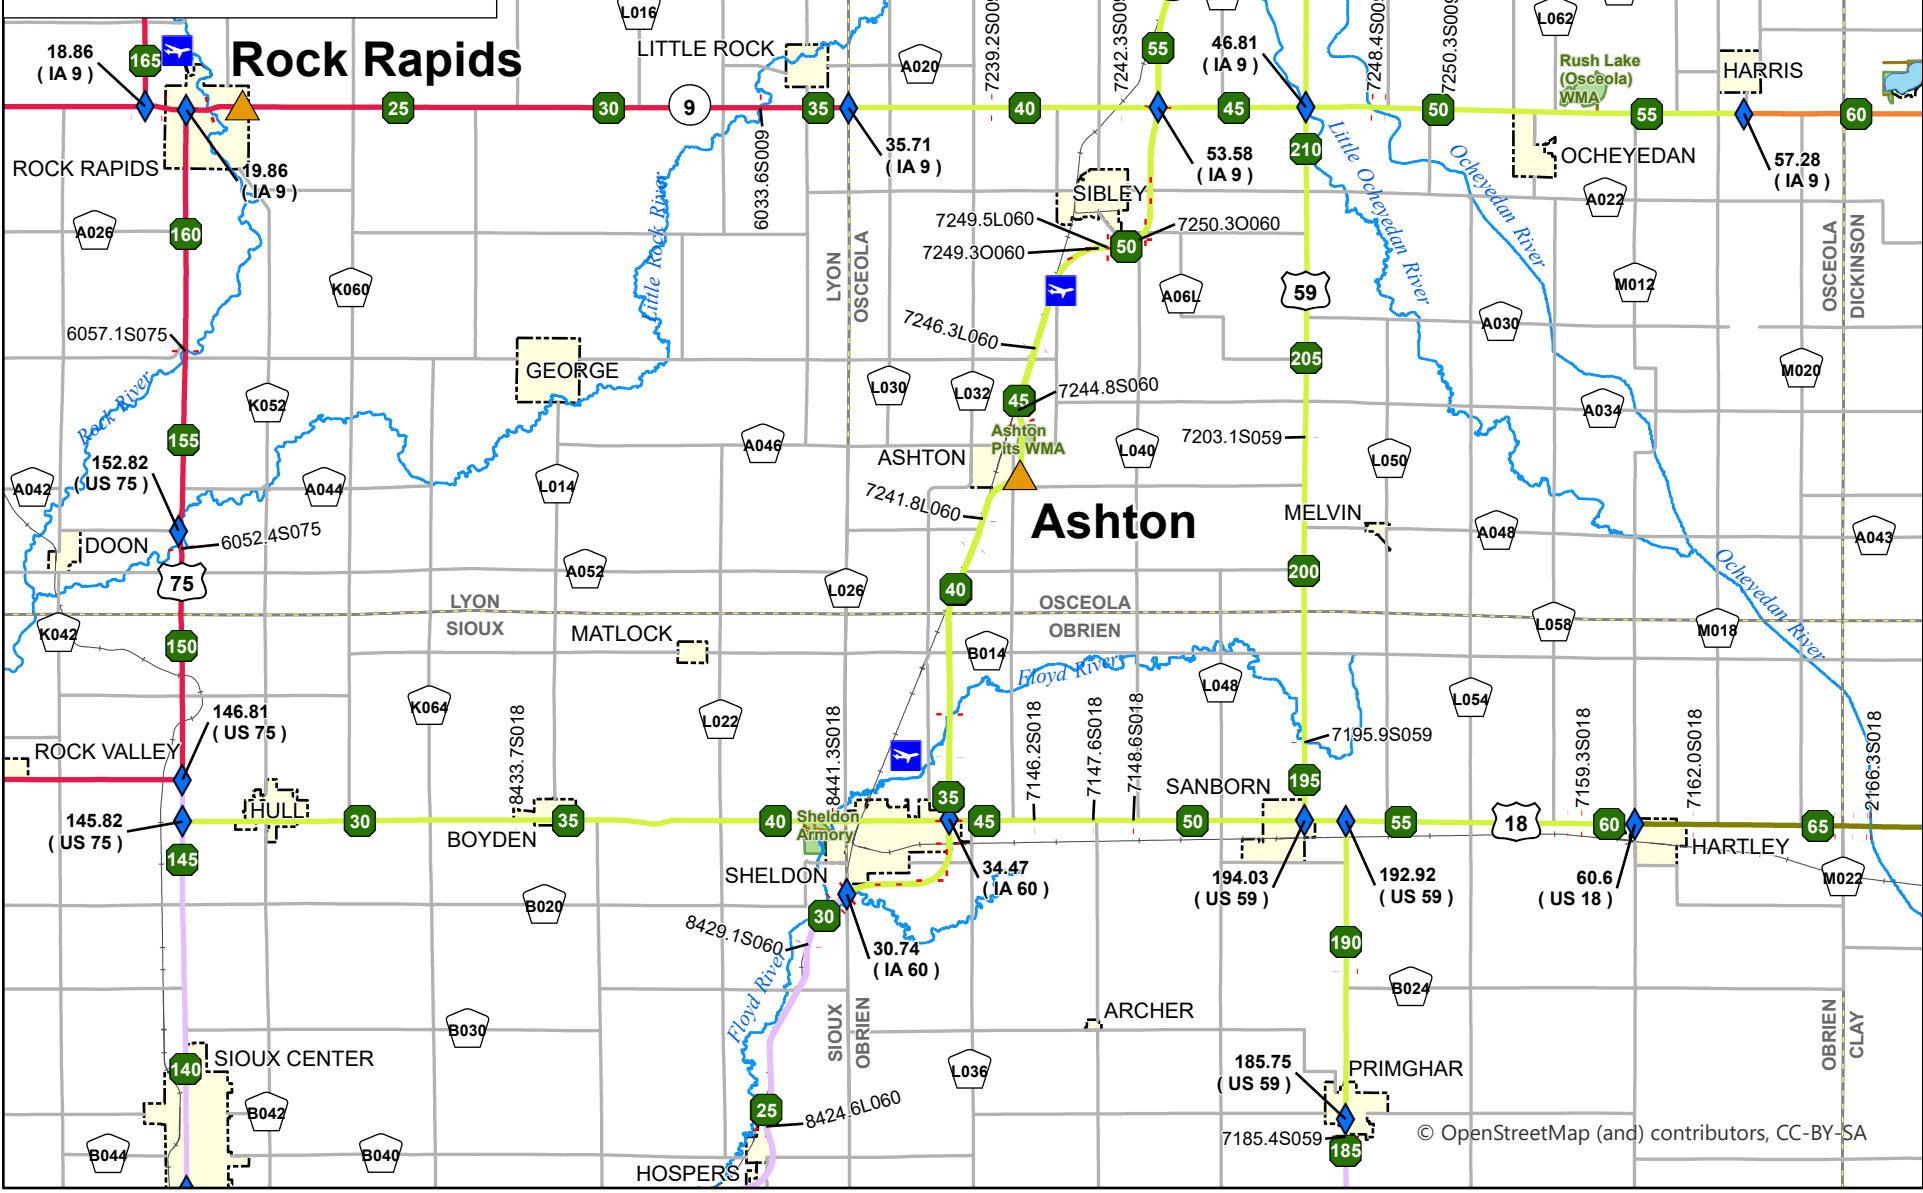 L016
LITTLE ROCK
A020
7239.2S009
7242.3S009
55
46.81
( IA 9 )
7248.4S009
7250.3S009
L062
Rush Lake
(Osceola)
WMA
HARRIS
18.86
( IA 9 )
165
Rock Rapids
25
30
9
35
40
45
50
55
60
ROCK RAPIDS
19.86
( IA 9 )
6033.6S009
35.71
( IA 9 )
53.58
( IA 9 )
210
Little Ocheyedan River
Ocheyedan River
OCHEYEDAN
57.28
( IA 9 )
A026
160
K060
Little Rock River
LYON
OSCEOLA
SIBLEY
7249.5L060
7249.3O060
50
7250.3O060
A06L
59
A022
M012
OSCEOLA
DICKINSON
6057.1S075
Rock River
GEORGE
7246.3L060
A030
205
M020
K052
L030
L032
45
7244.8S060
A034
155
152.82
( US 75 )
A046
ASHTON
Ashton
Pits WMA
L040
7203.1S059
L050
A042
A044
L014
7241.8L060
Ashton
MELVIN
A048
A043
DOON
6052.4S075
75
A052
L026
40
200
Ocheyedan River
LYON
SIOUX
OSCEOLA
OBRIEN
K042
150
MATLOCK
B014
L058
M018
Floyd River
L048
L054
K064
L022
146.81
( US 75 )
8433.7S018
8441.3S018
7146.2S018
7147.6S018
7148.6S018
7195.9S059
7159.3S018
7162.0S018
2166.3S018
ROCK VALLEY
SANBORN
195
HULL
30
35
40
Sheldon
Armory
35
45
50
55
18
60
65
145.82
( US 75 )
BOYDEN
HARTLEY
145
SHELDON
34.47
( IA 60 )
194.03
( US 59 )
192.92
( US 59 )
60.6
( US 18 )
M022
B020
30
8429.1S060
30.74
( IA 60 )
190
B024
Floyd River
B030
SIOUX
OBRIEN
ARCHER
OBRIEN
CLAY
140
SIOUX CENTER
L036
185.75
( US 59 )
PRIMGHAR
B042
25
8424.6L060
7185.4S059
185
© OpenStreetMap (and) contributors, CC-BY-SA
B044
B040
HOSPERS